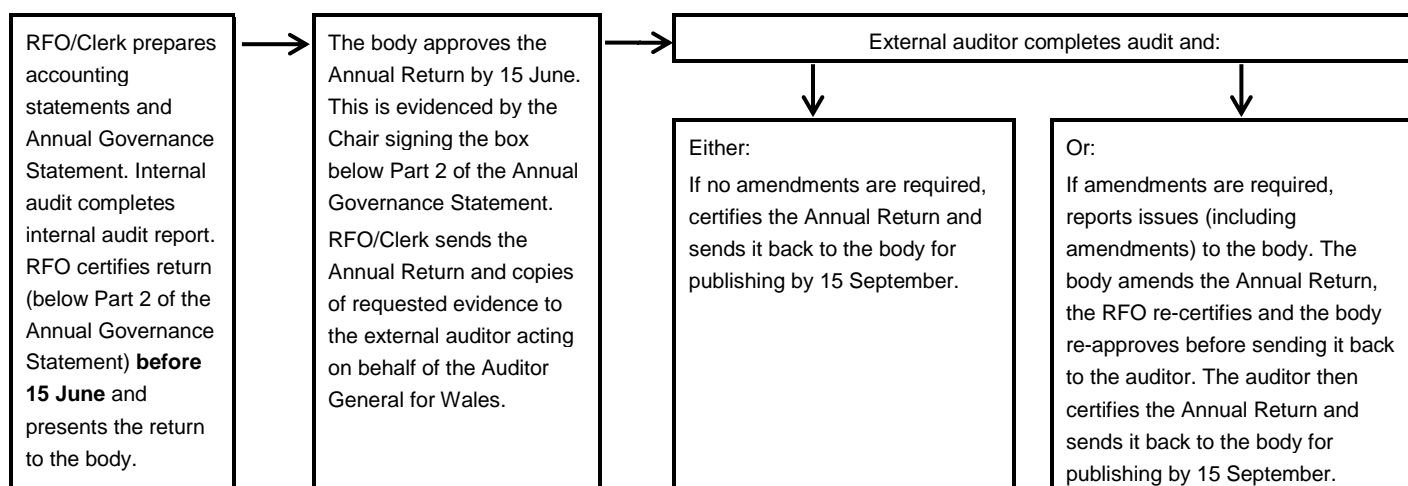 RFO/Clerk prepares
accounting
statements and
Annual Governance
Statement. Internal
audit completes
internal audit report.
RFO certifies return
(below Part 2 of the
Annual Governance
Statement) before
15 June and
presents the return
to the body.
The body approves the
Annual Return by 15 June.
This is evidenced by the
Chair signing the box
below Part 2 of the Annual
Governance Statement.
RFO/Clerk sends the
Annual Return and copies
of requested evidence to
the external auditor acting
on behalf of the Auditor
General for Wales.
External auditor completes audit and:
Either:
If no amendments are required,
certifies the Annual Return and
sends it back to the body for
publishing by 15 September.
Or:
If amendments are required,
reports issues (including
amendments) to the body. The
body amends the Annual Return,
the RFO re-certifies and the body
re-approves before sending it back
to the auditor. The auditor then
certifies the Annual Return and
sends it back to the body for
publishing by 15 September.